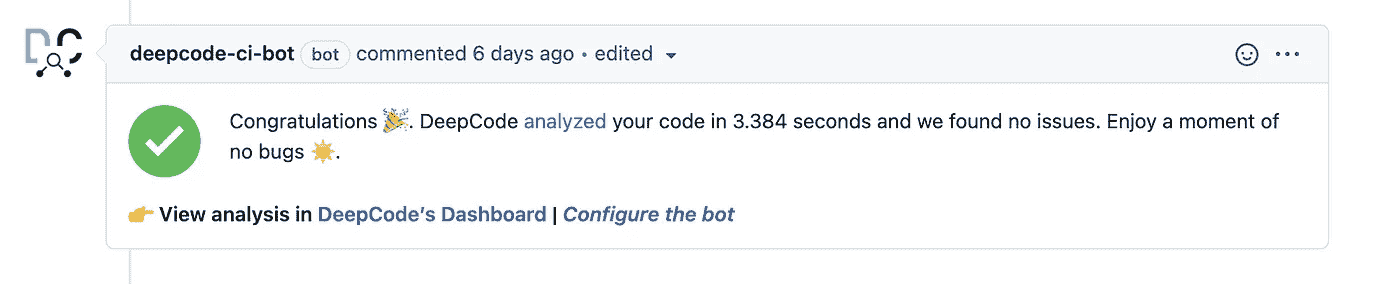 DC
deepcode-ci-bot bot commented 6 days ago • edited
Congratulations 🎉. DeepCode analyzed your code in 3.384 seconds and we found no issues. Enjoy a moment of
no bugs ☀️.
👉 View analysis in DeepCode’s Dashboard | Configure the bot